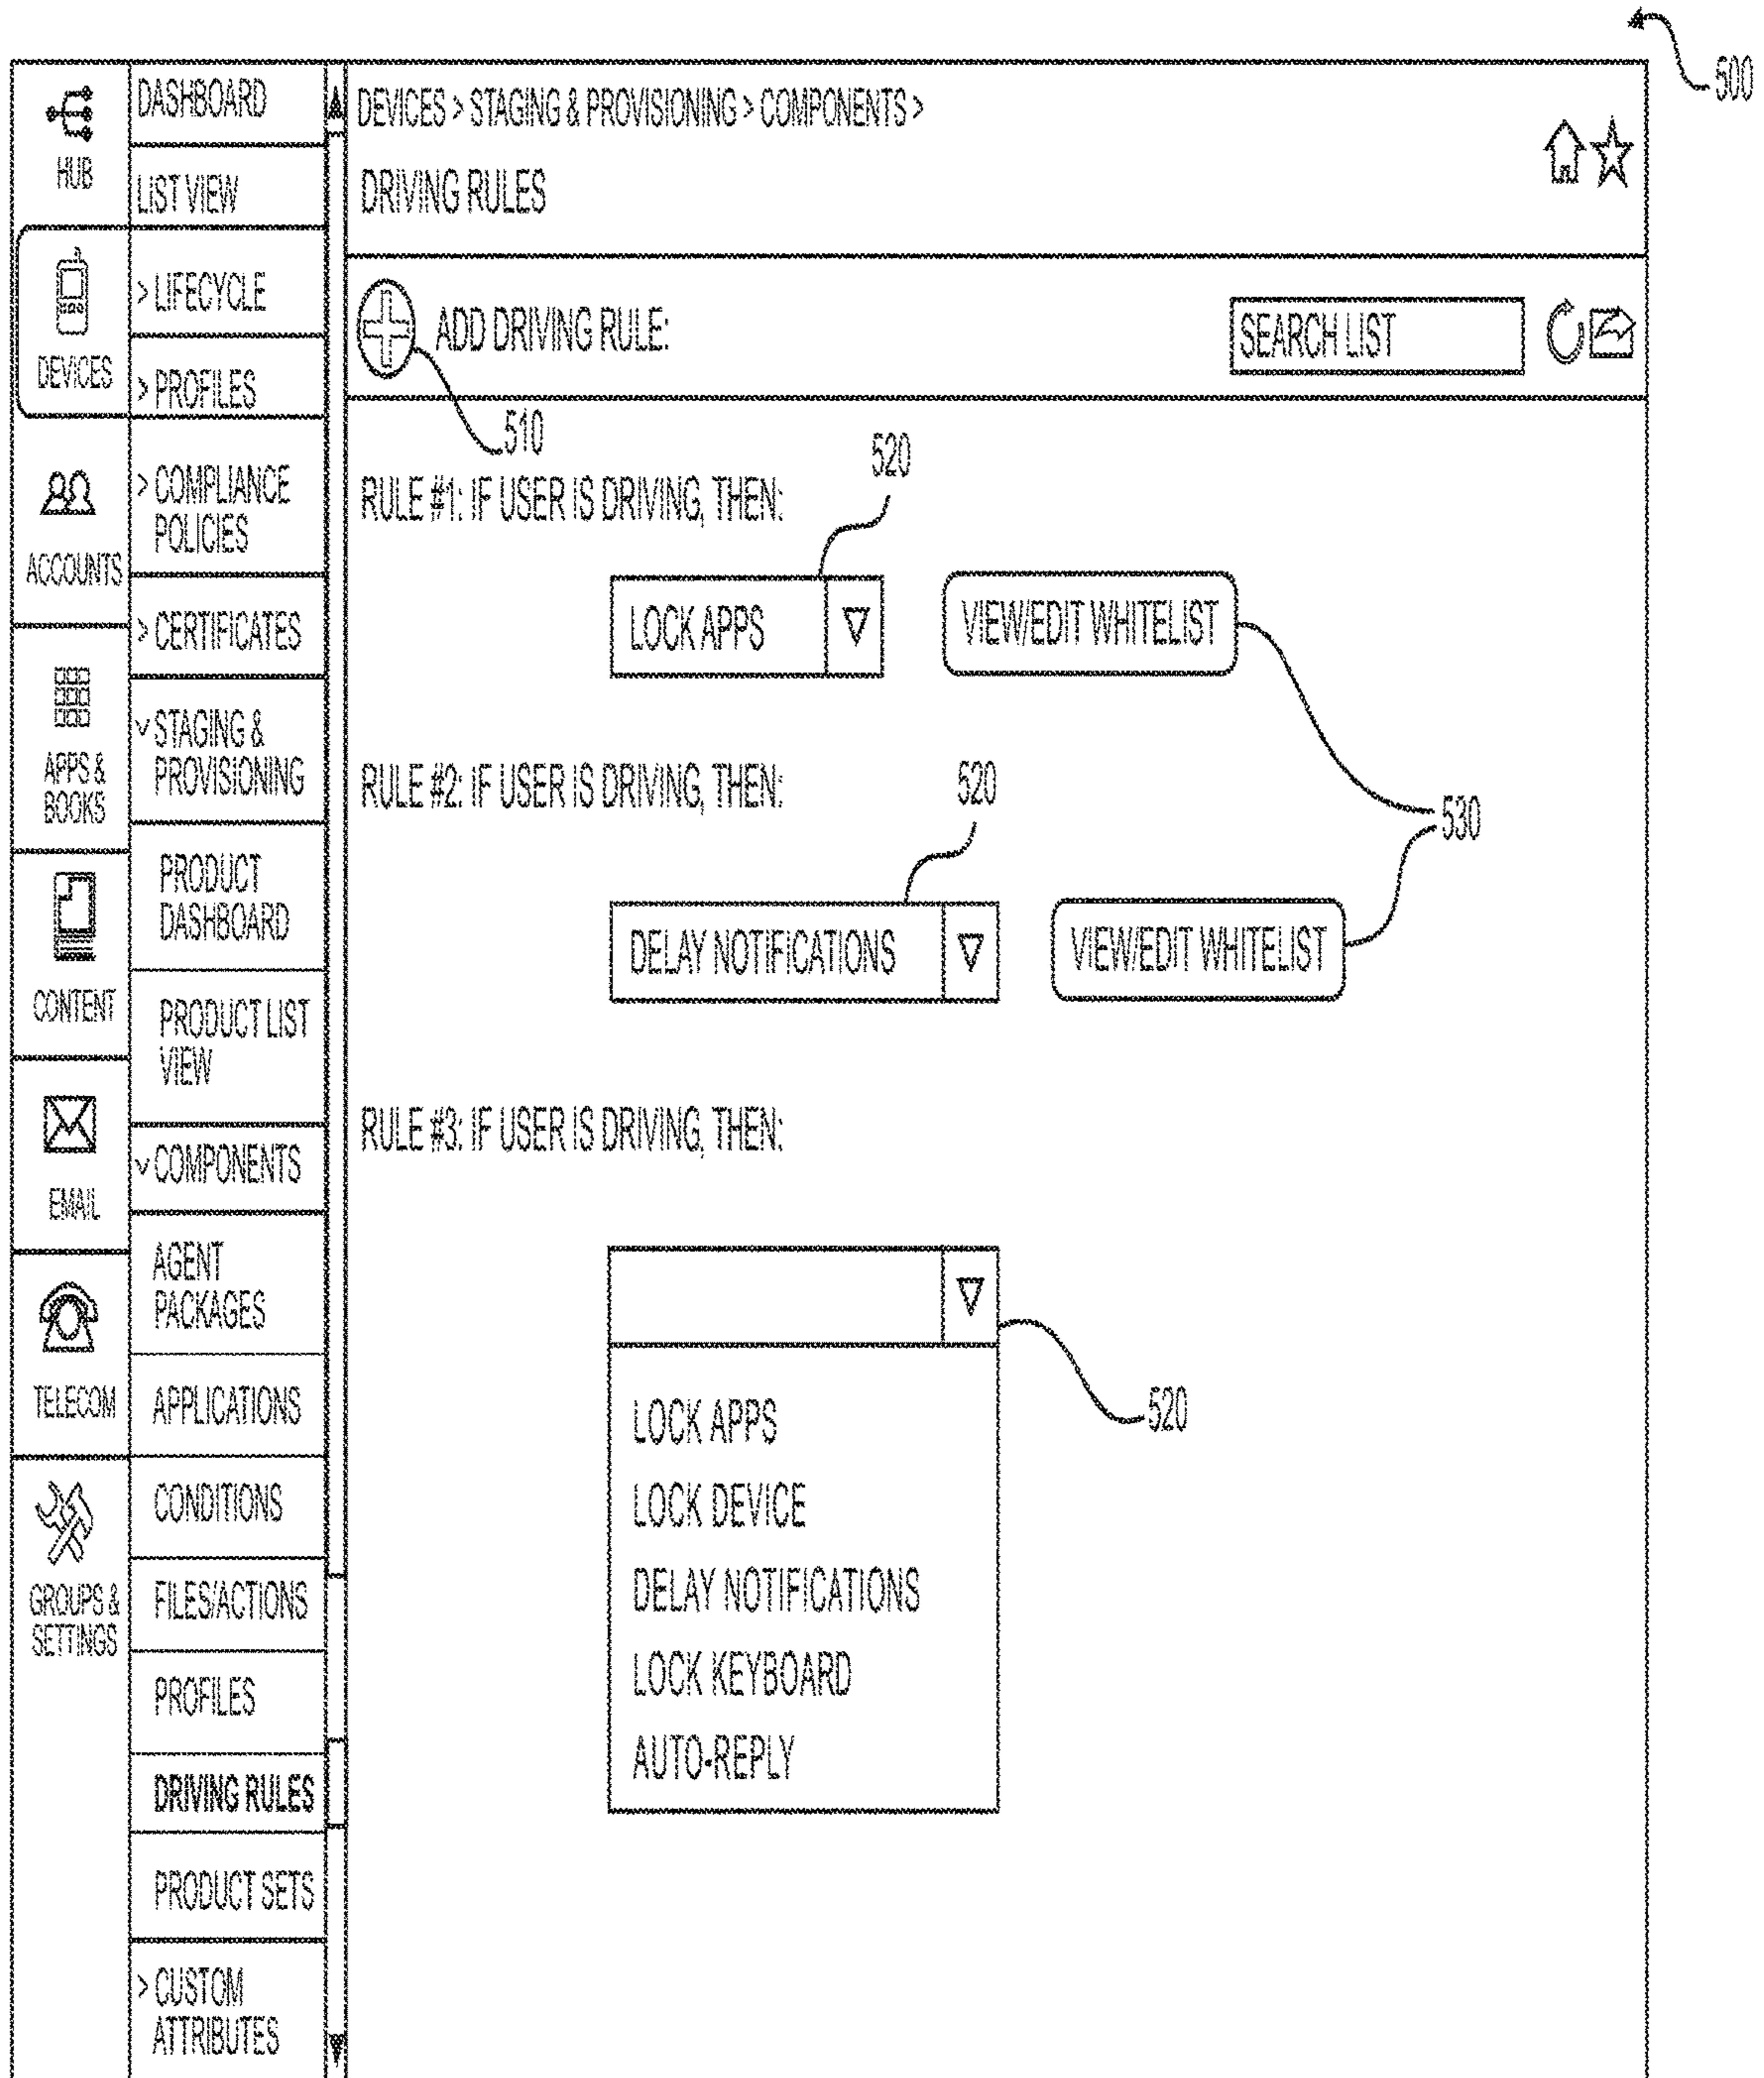 500
HUB
DEVICES
ACCOUNTS
APPS &
BOOKS
CONTENT
EMAIL
TELECOM
GROUPS &
SETTINGS
DASHBOARD
LIST VIEW
> LIFECYCLE
> PROFILES
> COMPLIANCE
POLICIES
> CERTIFICATES
STAGING &
PROVISIONING
PRODUCT
DASHBOARD
PRODUCT LIST
VIEW
COMPONENTS
AGENT
PACKAGES
APPLICATIONS
CONDITIONS
FILES/ACTIONS
PROFILES
DRIVING RULES
PRODUCT SETS
> CUSTOM
ATTRIBUTES
DEVICES > STAGING & PROVISIONING > COMPONENTS >
DRIVING RULES
ADD DRIVING RULE:
SEARCH LIST
510
520
RULE #1: IF USER IS DRIVING, THEN:
LOCK APPS
VIEW/EDIT WHITELIST
RULE #2: IF USER IS DRIVING, THEN:
520
530
DELAY NOTIFICATIONS
VIEW/EDIT WHITELIST
RULE #3: IF USER IS DRIVING, THEN:
520
LOCK APPS
LOCK DEVICE
DELAY NOTIFICATIONS
LOCK KEYBOARD
AUTO-REPLY